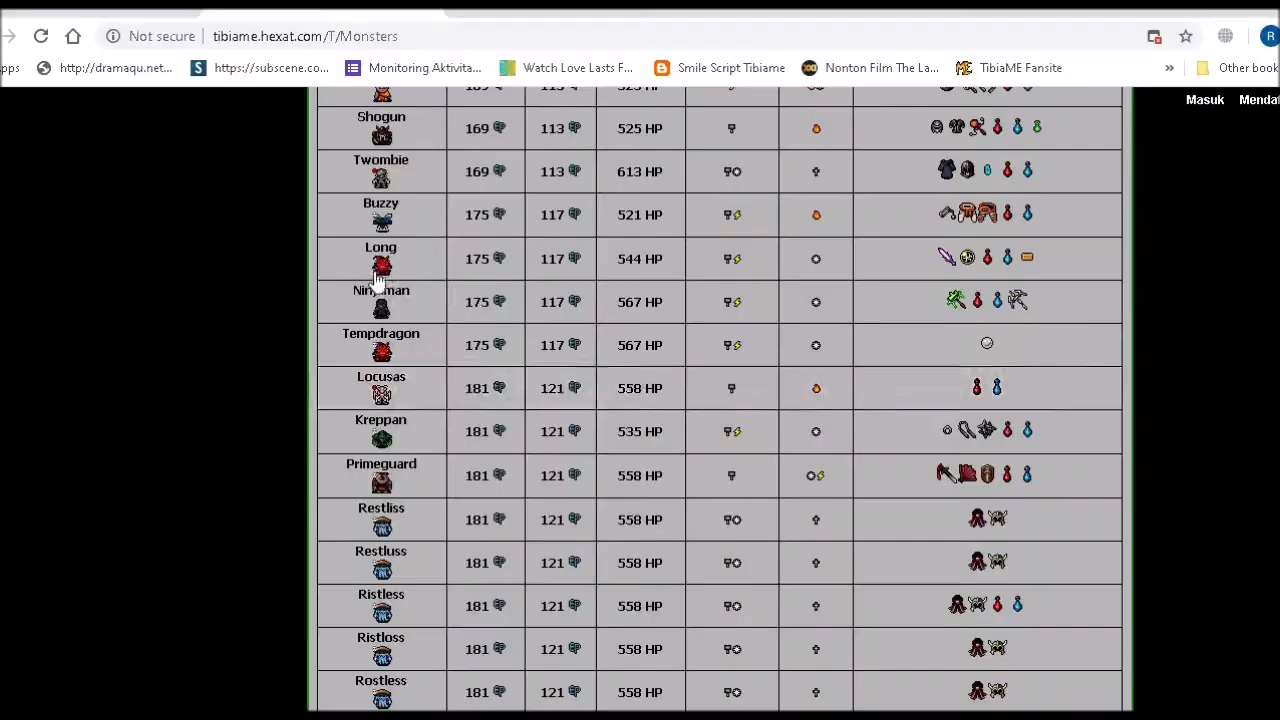 Not secure tibiame.hexat.com/T/Monsters R
pps http://dramaqu.net... https://subscene.co... Monitoring Aktivita... Watch Love Lasts F... Smile Script Tibiame Nonton Film The La... TibiaME Fansite » Other book
Masuk Mendaf
Shogun 169 113 525 HP
Twombie 169 113 613 HP
Buzzy 175 117 521 HP
Long 175 117 544 HP
175 117 567 HP
Tempdragon 175 117 567 HP
Locusas 181 121 558 HP
Kreppan 181 121 535 HP
Primeguard 181 121 558 HP
Restliss 181 121 558 HP
Restluss 181 121 558 HP
Ristless 181 121 558 HP
Ristloss 181 121 558 HP
Rostless 181 121 558 HP